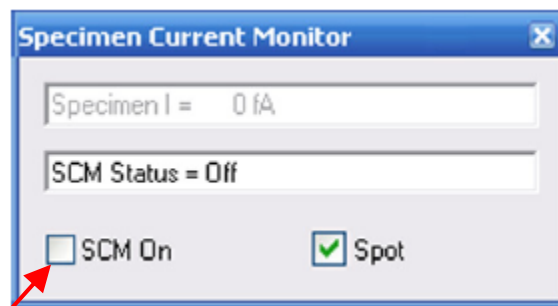 Specimen Current Monitor
Specimen I = 0 fA
SCM Status = Off
SCM On Spot